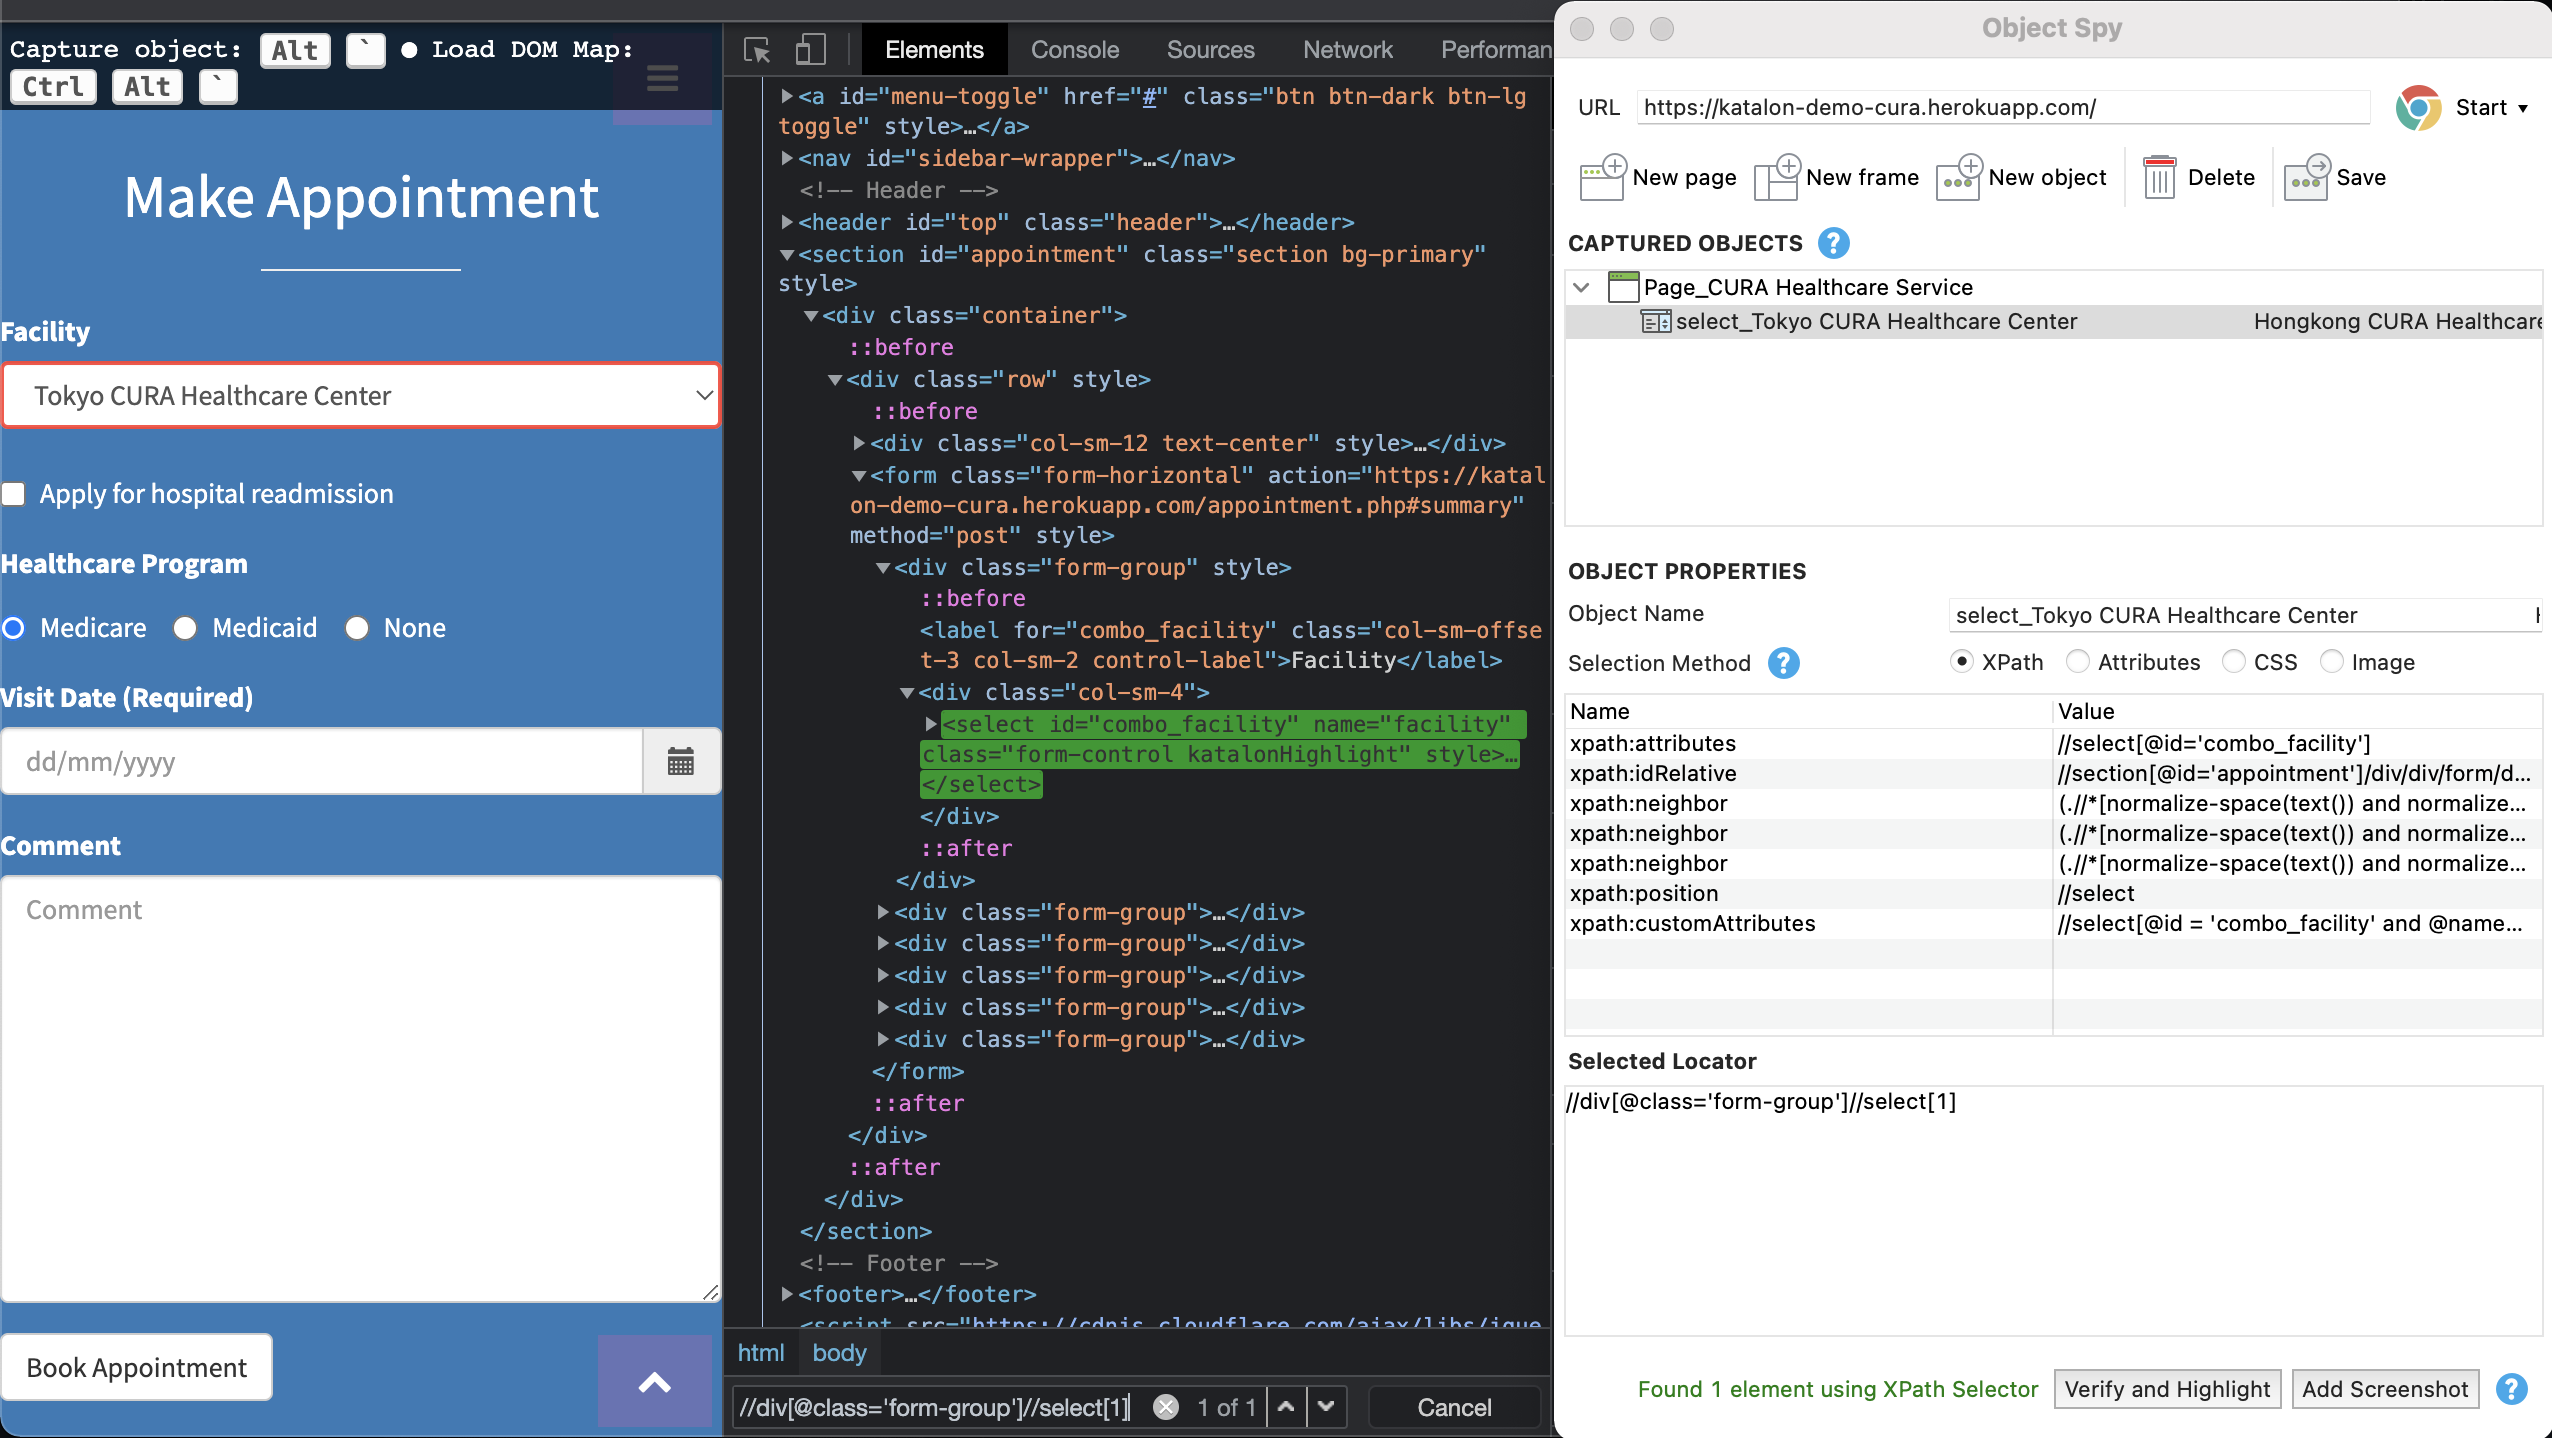 Capture object: Alt ` ● Load DOM Map:
Ctrl Alt `
Make Appointment
Facility
Tokyo CURA Healthcare Center
Apply for hospital readmission
Healthcare Program
Medicare Medicaid None
Visit Date (Required)
dd/mm/yyyy
Comment
Comment
Book Appointment
Elements Console Sources Network Performan
<a id="menu-toggle" href="#" class="btn btn-dark btn-lg
toggle" style>…</a>
<nav id="sidebar-wrapper">…</nav>
<!-- Header -->
<header id="top" class="header">…</header>
<section id="appointment" class="section bg-primary"
style>
<div class="container">
::before
<div class="row" style>
::before
<div class="col-sm-12 text-center" style>…</div>
<form class="form-horizontal" action="https://katal
on-demo-cura.herokuapp.com/appointment.php#summary"
method="post" style>
<div class="form-group" style>
::before
<label for="combo_facility" class="col-sm-offse
t-3 col-sm-2 control-label">Facility</label>
<div class="col-sm-4">
<select id="combo_facility" name="facility"
class="form-control katalonHighlight" style>…
</select>
</div>
::after
</div>
<div class="form-group">…</div>
<div class="form-group">…</div>
<div class="form-group">…</div>
<div class="form-group">…</div>
<div class="form-group">…</div>
</form>
::after
</div>
::after
</div>
</section>
<!-- Footer -->
<footer>…</footer>
<script src="https://cdnjs.cloudflare.com/ajax/libs/jque
html body
//div[@class='form-group']//select[1] 1 of 1 Cancel
Object Spy
URL https://katalon-demo-cura.herokuapp.com/ Start
New page New frame New object Delete Save
CAPTURED OBJECTS ?
Page_CURA Healthcare Service
select_Tokyo CURA Healthcare Center Hongkong CURA Healthcare
OBJECT PROPERTIES
Object Name select_Tokyo CURA Healthcare Center
Selection Method ? XPath Attributes CSS Image
Name Value
xpath:attributes //select[@id='combo_facility']
xpath:idRelative //section[@id='appointment']/div/div/form/d...
xpath:neighbor (.//*[normalize-space(text()) and normalize...
xpath:neighbor (.//*[normalize-space(text()) and normalize...
xpath:neighbor (.//*[normalize-space(text()) and normalize...
xpath:position //select
xpath:customAttributes //select[@id = 'combo_facility' and @name...
Selected Locator
//div[@class='form-group']//select[1]
Found 1 element using XPath Selector Verify and Highlight Add Screenshot ?